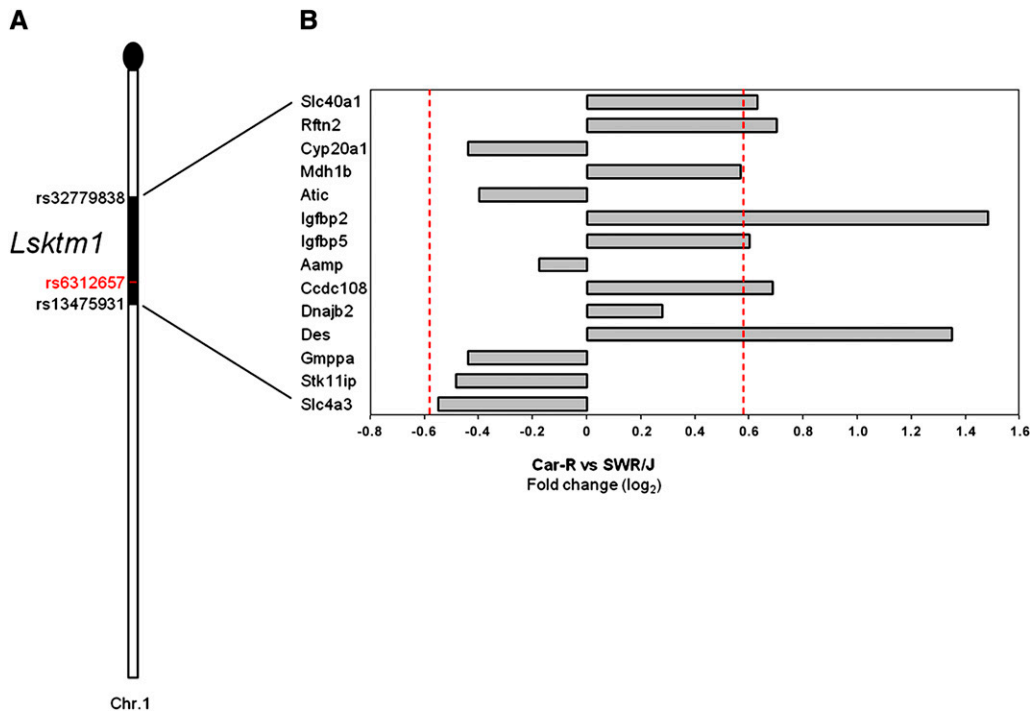 A
B
rs32779838
Lsktm1
rs6312657
rs13475931
Chr.1
Slc40a1
Rftn2
Cyp20a1
Mdh1b
Atic
Igfbp2
Igfbp5
Aamp
Ccdc108
Dnajb2
Des
Gmppa
Stk11ip
Slc4a3
-0.8 -0.6 -0.4 -0.2 0 0.2 0.4 0.6 0.8 1.0 1.2 1.4 1.6
Car-R vs SWR/J
Fold change (log2)